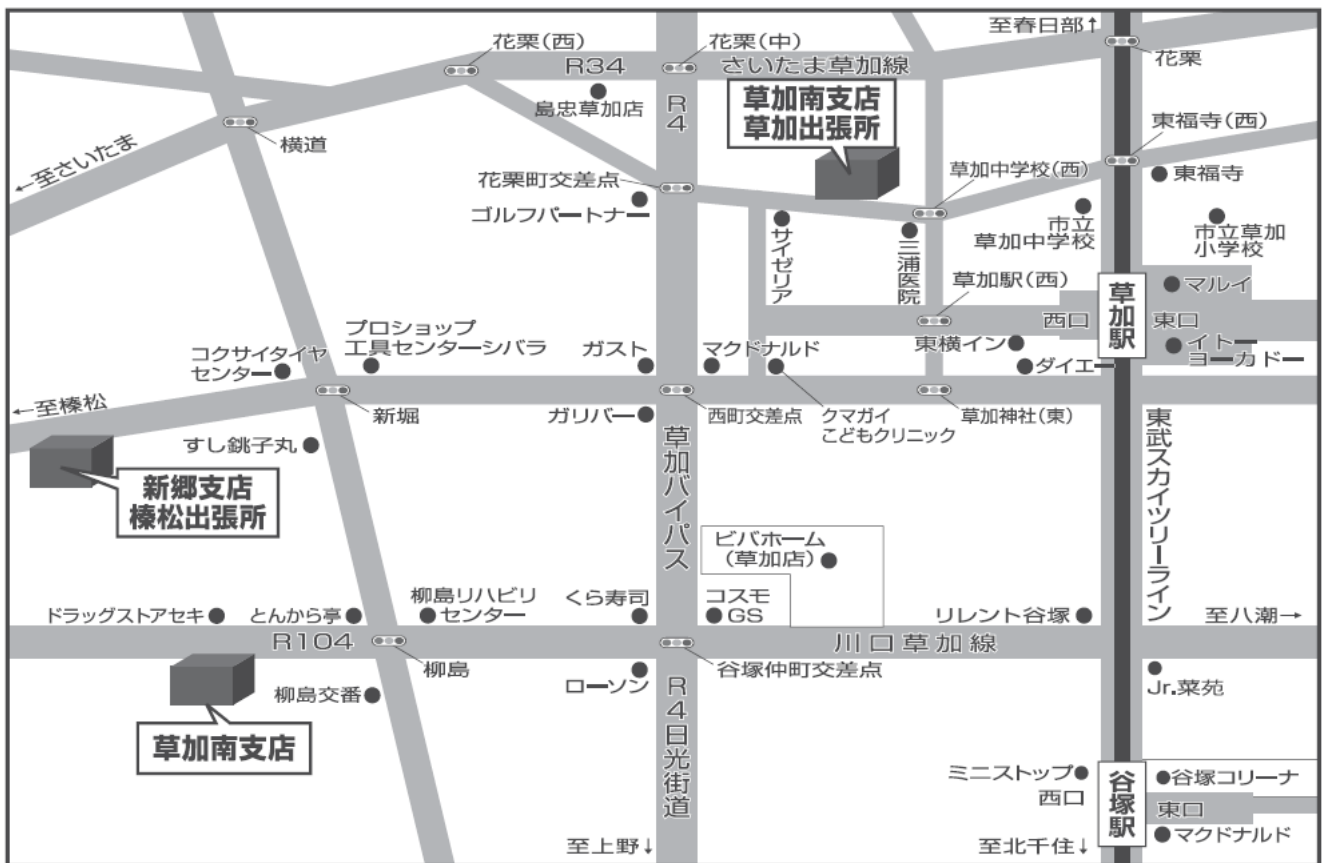 至春日部↑
花栗(西)
花栗(中)
花栗
R34
さいたま草加線
島忠草加店
R4
草加南支店
草加出張所
東福寺(西)
横道
←至さいたま
花栗町交差点
ゴルフパートナー
草加中学校(西)
東福寺
サイゼリア
三浦医院
市立
草加中学校
市立草加
小学校
草加駅(西)
マルイ
西口
草加駅
東口
イトー
ヨーカドー
プロショップ
工具センターシバラ
コクサイタイヤ
センター
ガスト
マクドナルド
東横イン
ダイエー
←至榛松
新堀
ガリバー
西町交差点
クマガイ
こどもクリニック
草加神社(東)
すし銚子丸
新郷支店
榛松出張所
草加バイパス
東武スカイツリーライン
ビバホーム
(草加店)
ドラッグストアセキ
とんから亭
柳島リハビリ
センター
くら寿司
コスモ
GS
リレント谷塚
至八潮→
R104
川口草加線
柳島
谷塚仲町交差点
ローソン
柳島交番
Jr.菜苑
草加南支店
R4日光街道
ミニストップ
西口
谷塚駅
谷塚コリーナ
東口
マクドナルド
至上野↓
至北千住↓